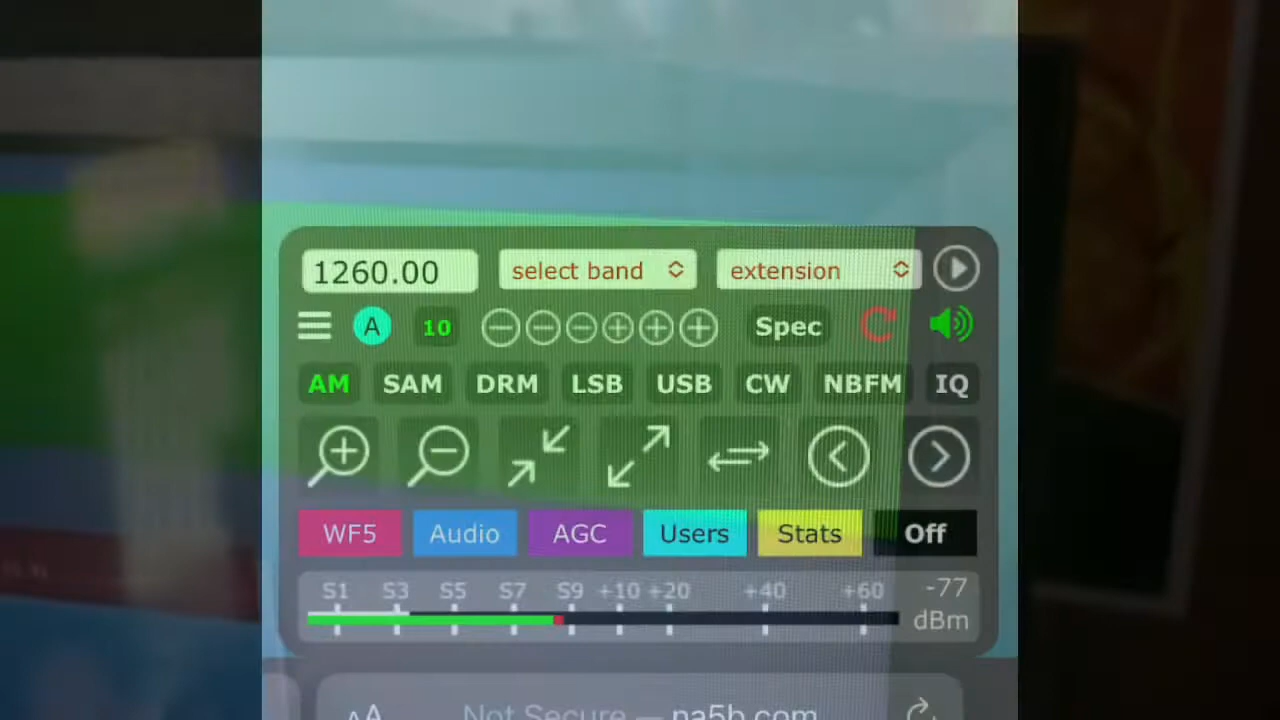 1260.00 select band extension
A 10 Spec
AM SAM DRM LSB USB CW NBFM IQ
WF5 Audio AGC Users Stats Off
S1 S3 S5 S7 S9 +10 +20 +40 +60 -77
dBm
AA Not Secure — na5b.com